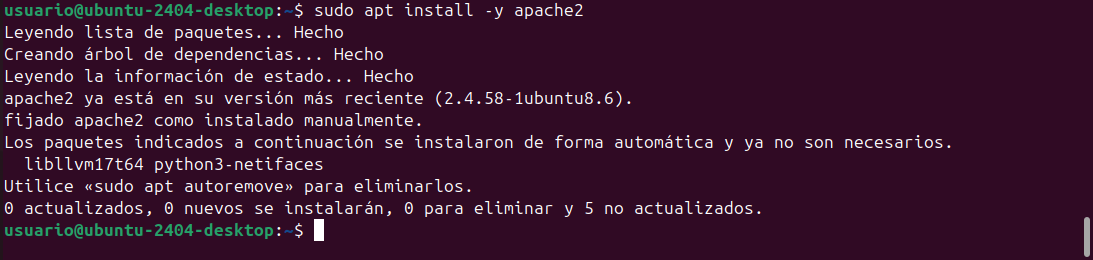 usuario@ubuntu-2404-desktop:~$ sudo apt install -y apache2
Leyendo lista de paquetes... Hecho
Creando árbol de dependencias... Hecho
Leyendo la información de estado... Hecho
apache2 ya está en su versión más reciente (2.4.58-1ubuntu8.6).
fijado apache2 como instalado manualmente.
Los paquetes indicados a continuación se instalaron de forma automática y ya no son necesarios.
  libllvm17t64 python3-netifaces
Utilice «sudo apt autoremove» para eliminarlos.
0 actualizados, 0 nuevos se instalarán, 0 para eliminar y 5 no actualizados.
usuario@ubuntu-2404-desktop:~$